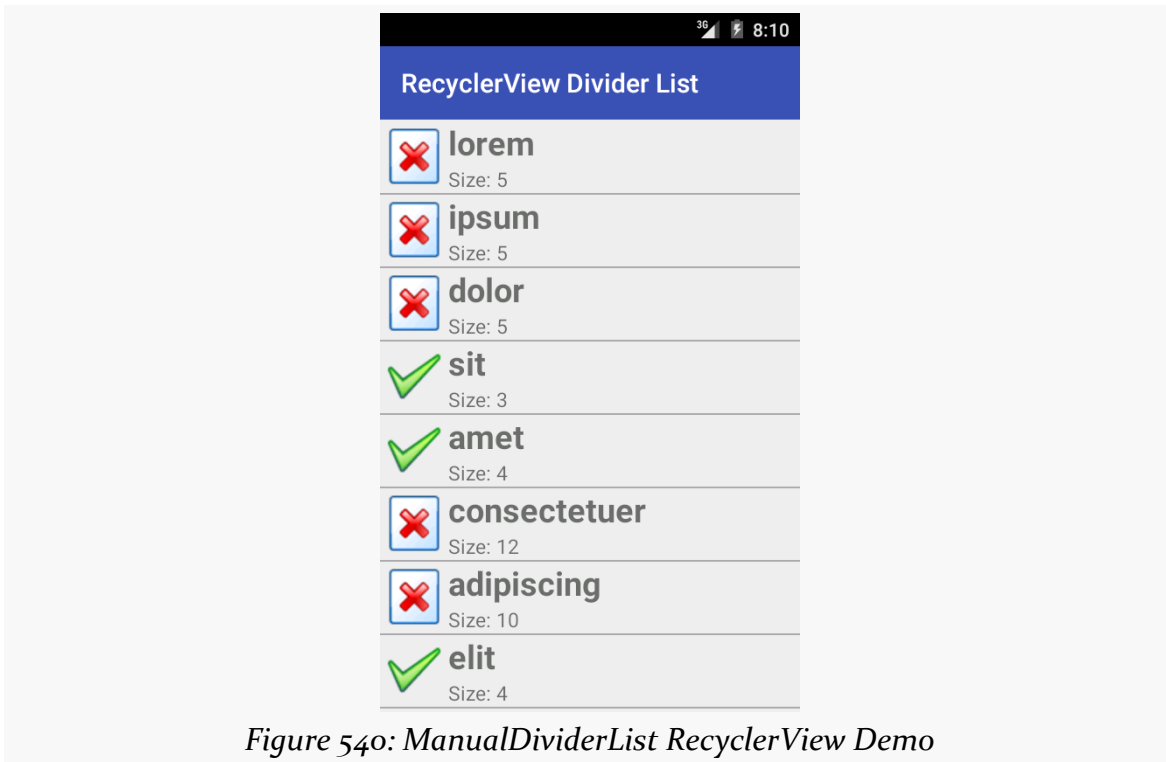 3G 8:10
RecyclerView Divider List
lorem
Size: 5
ipsum
Size: 5
dolor
Size: 5
sit
Size: 3
amet
Size: 4
consectetuer
Size: 12
adipiscing
Size: 10
elit
Size: 4
Figure 540: ManualDividerList RecyclerView Demo